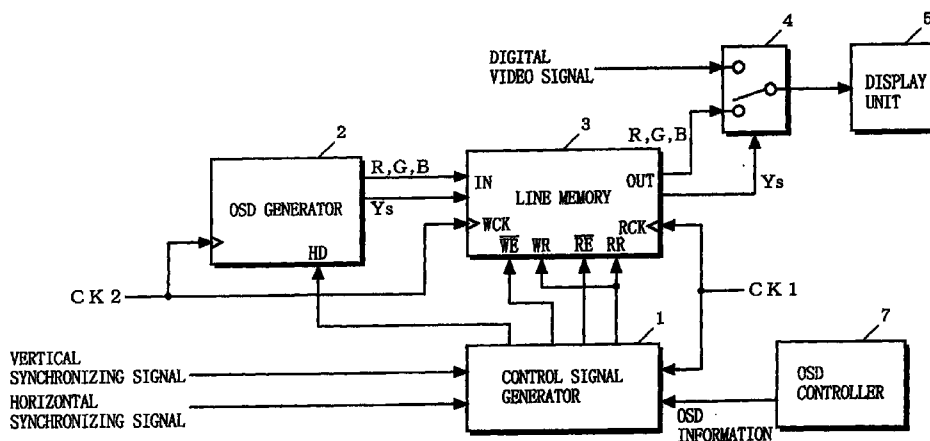 4
5
DIGITAL
VIDEO SIGNAL
DISPLAY
UNIT
2
3
R,G,B
R,G,B
IN
OUT
OSD GENERATOR
LINE MEMORY
Ys
Ys
WCK
RCK
HD
WE WR RE RR
CK2
CK1
1
7
VERTICAL
SYNCHRONIZING SIGNAL
CONTROL SIGNAL
GENERATOR
OSD
CONTROLLER
HORIZONTAL
SYNCHRONIZING SIGNAL
OSD
INFORMATION